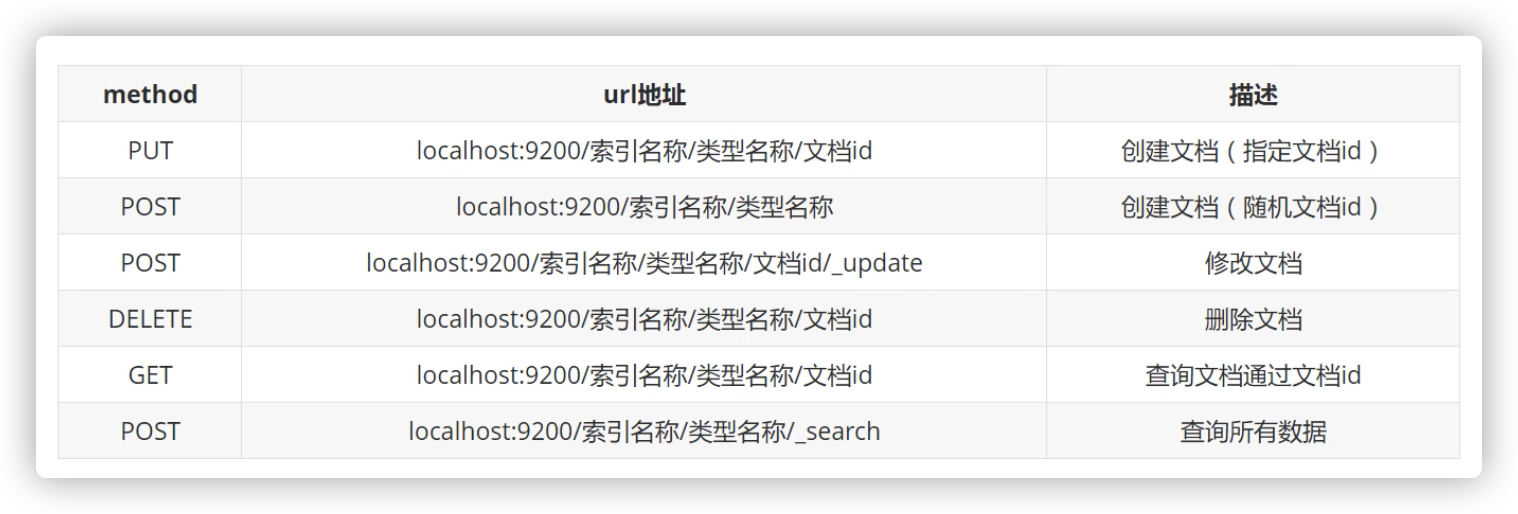 method url地址 描述
PUT localhost:9200/索引名称/类型名称/文档id 创建文档（指定文档id）
POST localhost:9200/索引名称/类型名称 创建文档（随机文档id）
POST localhost:9200/索引名称/类型名称/文档id/_update 修改文档
DELETE localhost:9200/索引名称/类型名称/文档id 删除文档
GET localhost:9200/索引名称/类型名称/文档id 查询文档通过文档id
POST localhost:9200/索引名称/类型名称/_search 查询所有数据